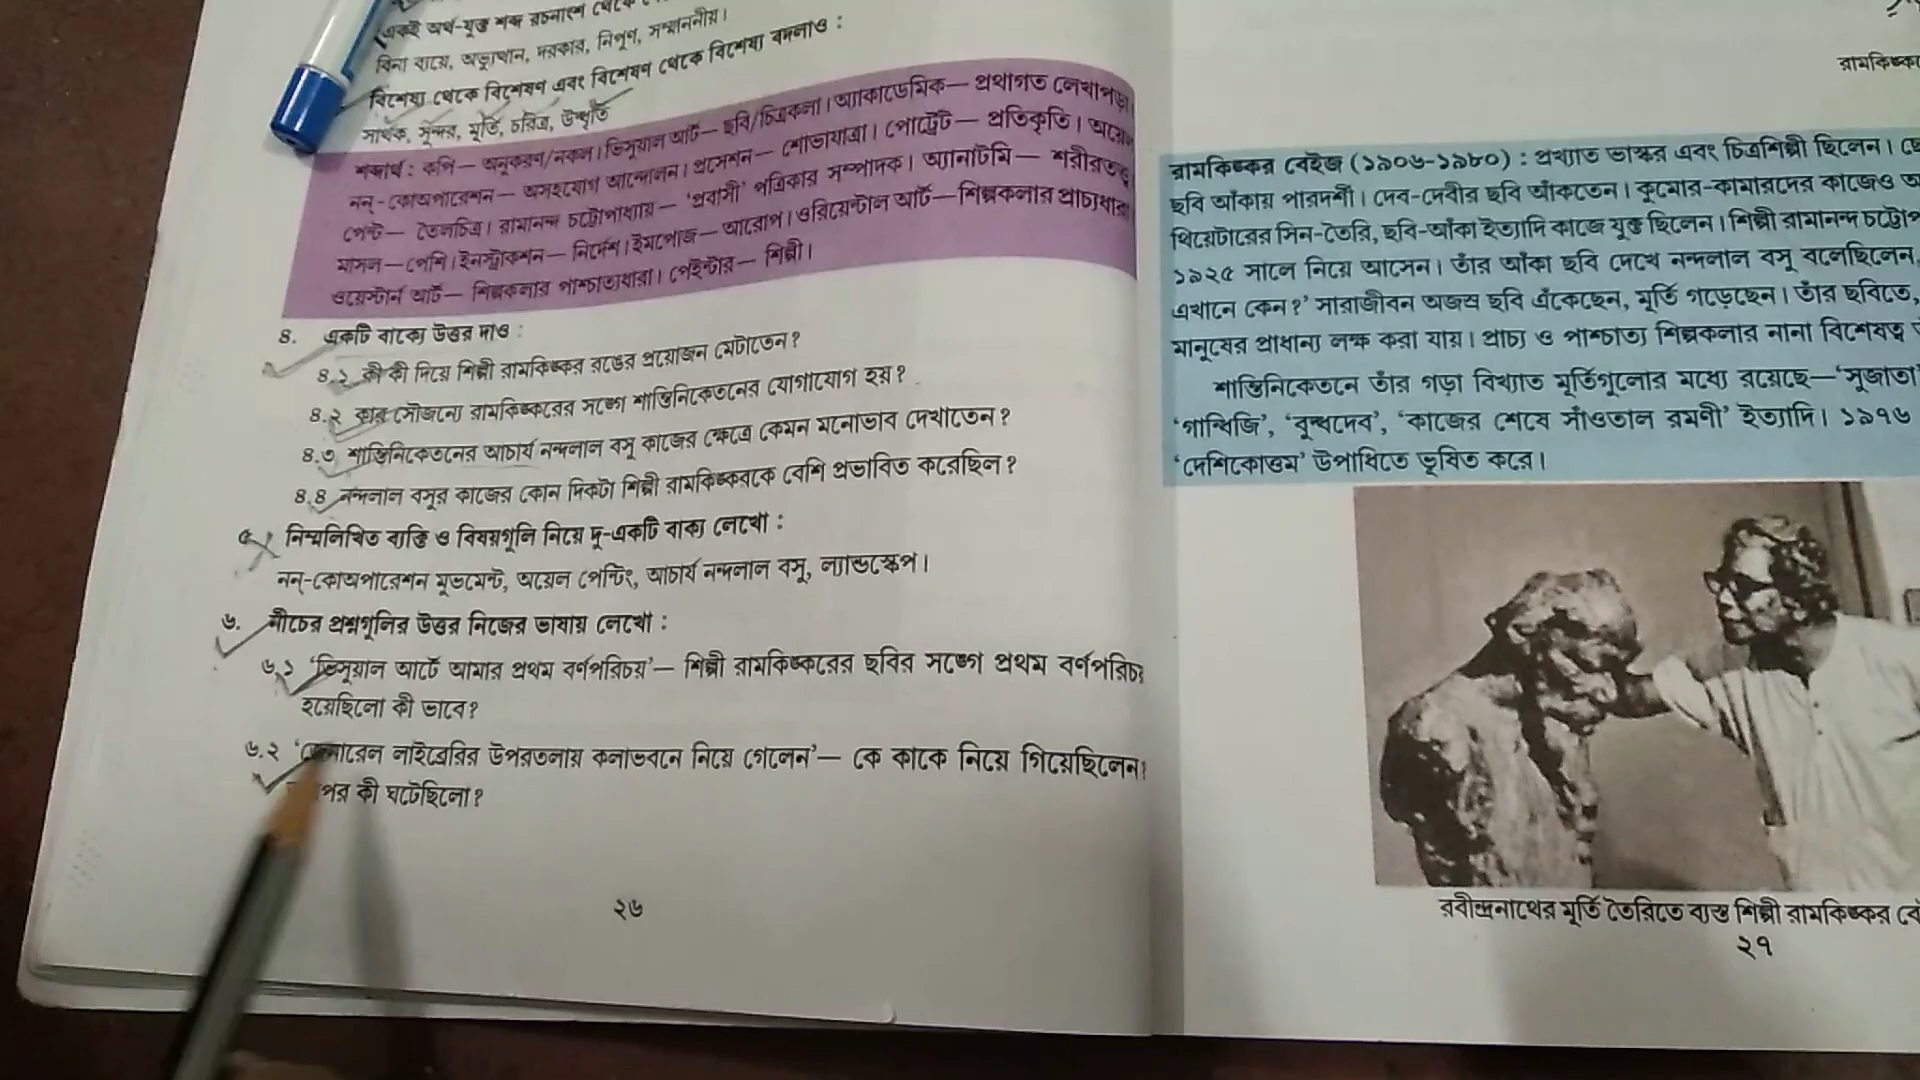 একই অর্থ-যুক্ত শব্দ রচনাংশ থেকে
বিনা ব্যয়ে, অভ্যুত্থান, দরকার, নিপুণ, সম্মাননীয়।
বিশেষ্য থেকে বিশেষণ এবং বিশেষণ থেকে বিশেষ্য বদলাও :
সার্থক, সুন্দর, মূর্তি, চরিত্র, উদ্ধৃতি
শব্দার্থ : কপি— অনুকরণ/নকল। ভিসুয়াল আর্ট— ছবি/চিত্রকলা। অ্যাকাডেমিক— প্রথাগত লেখাপড়া।
নন্-কোঅপারেশন— অসহযোগ আন্দোলন। প্রসেশন— শোভাযাত্রা। পোর্ট্রেট— প্রতিকৃতি। অয়েল
পেন্ট— তৈলচিত্র। রামানন্দ চট্টোপাধ্যায়— 'প্রবাসী' পত্রিকার সম্পাদক। অ্যানাটমি— শরীরতত্ত্ব
মাসল—পেশি। ইনস্ট্রাকশন— নির্দেশ। ইমপোজ— আরোপ। ওরিয়েন্টাল আর্ট—শিল্পকলার প্রাচ্যধারা
ওয়েস্টার্ন আর্ট— শিল্পকলার পাশ্চাত্যধারা। পেইন্টার— শিল্পী।
৪. একটি বাক্যে উত্তর দাও :
৪.১ কী কী দিয়ে শিল্পী রামকিঙ্কর রঙের প্রয়োজন মেটাতেন?
৪.২ কার সৌজন্যে রামকিঙ্করের সঙ্গে শান্তিনিকেতনের যোগাযোগ হয়?
৪.৩ শান্তিনিকেতনের আচার্য নন্দলাল বসু কাজের ক্ষেত্রে কেমন মনোভাব দেখাতেন?
৪.৪ নন্দলাল বসুর কাজের কোন দিকটা শিল্পী রামকিঙ্করকে বেশি প্রভাবিত করেছিল?
৫. নিম্নলিখিত ব্যক্তি ও বিষয়গুলি নিয়ে দু-একটি বাক্য লেখো :
নন্-কোঅপারেশন মুভমেন্ট, অয়েল পেন্টিং, আচার্য নন্দলাল বসু, ল্যান্ডস্কেপ।
৬. নীচের প্রশ্নগুলির উত্তর নিজের ভাষায় লেখো :
৬.১ 'ভিসুয়াল আর্টে আমার প্রথম বর্ণপরিচয়'— শিল্পী রামকিঙ্করের ছবির সঙ্গে প্রথম বর্ণপরিচয়
হয়েছিলো কী ভাবে?
৬.২ 'জেনারেল লাইব্রেরির উপরতলায় কলাভবনে নিয়ে গেলেন'— কে কাকে নিয়ে গিয়েছিলেন?
কী ঘটেছিলো?
২৬
রামকিঙ্কর বেইজ (১৯০৬-১৯৮০) : প্রখ্যাত ভাস্কর এবং চিত্রশিল্পী ছিলেন।
ছবি আঁকায় পারদর্শী। দেব-দেবীর ছবি আঁকতেন। কুমোর-কামারদের কাজেও
থিয়েটারের সিন-তৈরি, ছবি-আঁকা ইত্যাদি কাজে যুক্ত ছিলেন। শিল্পী রামানন্দ
১৯২৫ সালে নিয়ে আসেন। তাঁর আঁকা ছবি দেখে নন্দলাল বসু বলেছিলেন,
এখানে কেন?' সারাজীবন অজস্র ছবি এঁকেছেন, মূর্তি গড়েছেন। তাঁর ছবিতে,
মানুষের প্রাধান্য লক্ষ করা যায়। প্রাচ্য ও পাশ্চাত্য শিল্পকলার নানা বিশেষত্ব
শান্তিনিকেতনে তাঁর গড়া বিখ্যাত মূর্তিগুলোর মধ্যে রয়েছে—'সুজাতা'
'গান্ধিজি', 'বুদ্ধদেব', 'কাজের শেষে সাঁওতাল রমণী' ইত্যাদি। ১৯৭৬
'দেশিকোত্তম' উপাধিতে ভূষিত করে।
রবীন্দ্রনাথের মূর্তি তৈরিতে ব্যস্ত শিল্পী রামকিঙ্কর
২৭